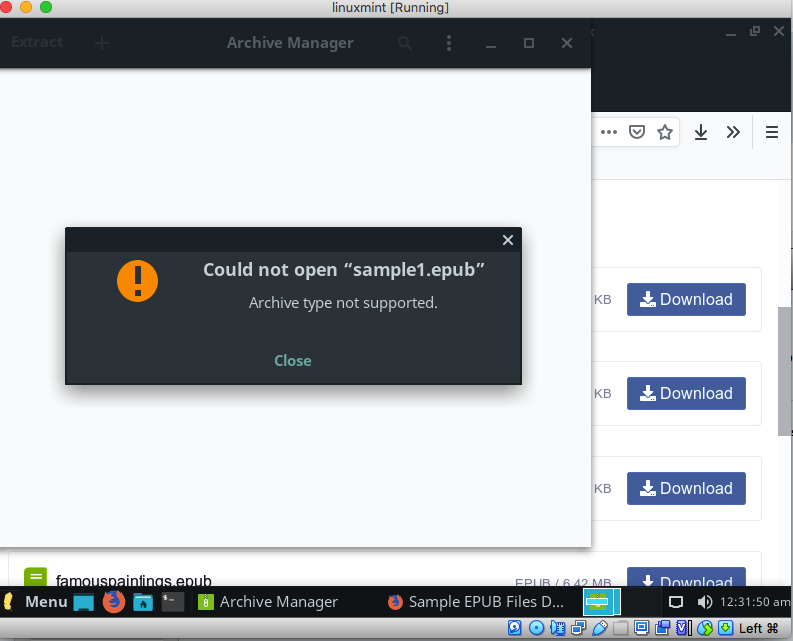 linuxmint [Running]
Extract
Archive Manager
Could not open “sample1.epub”
Archive type not supported.
Close
KB
Download
KB
Download
KB
Download
famouspaintings.epub
EPUB / 6.42 MB
Download
Menu
Archive Manager
Sample EPUB Files D...
12:31:50 am
Left ⌘